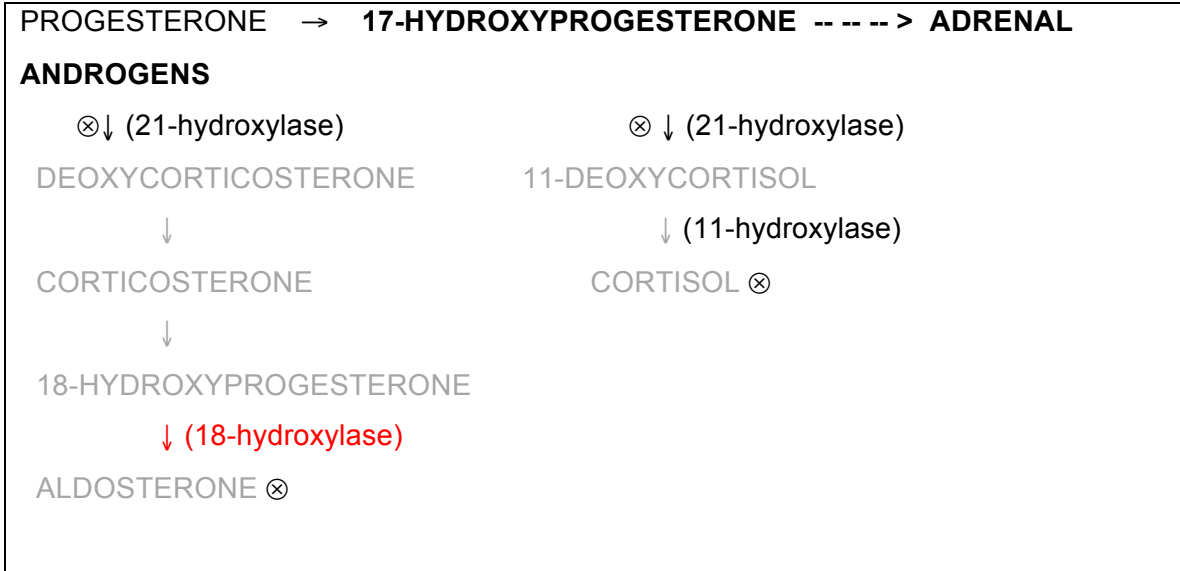 PROGESTERONE → 17-HYDROXYPROGESTERONE -- -- -- > ADRENAL
ANDROGENS
⊗↓ (21-hydroxylase) ⊗ ↓ (21-hydroxylase)
DEOXYCORTICOSTERONE 11-DEOXYCORTISOL
↓ ↓ (11-hydroxylase)
CORTICOSTERONE CORTISOL ⊗
↓
18-HYDROXYPROGESTERONE
↓ (18-hydroxylase)
ALDOSTERONE ⊗